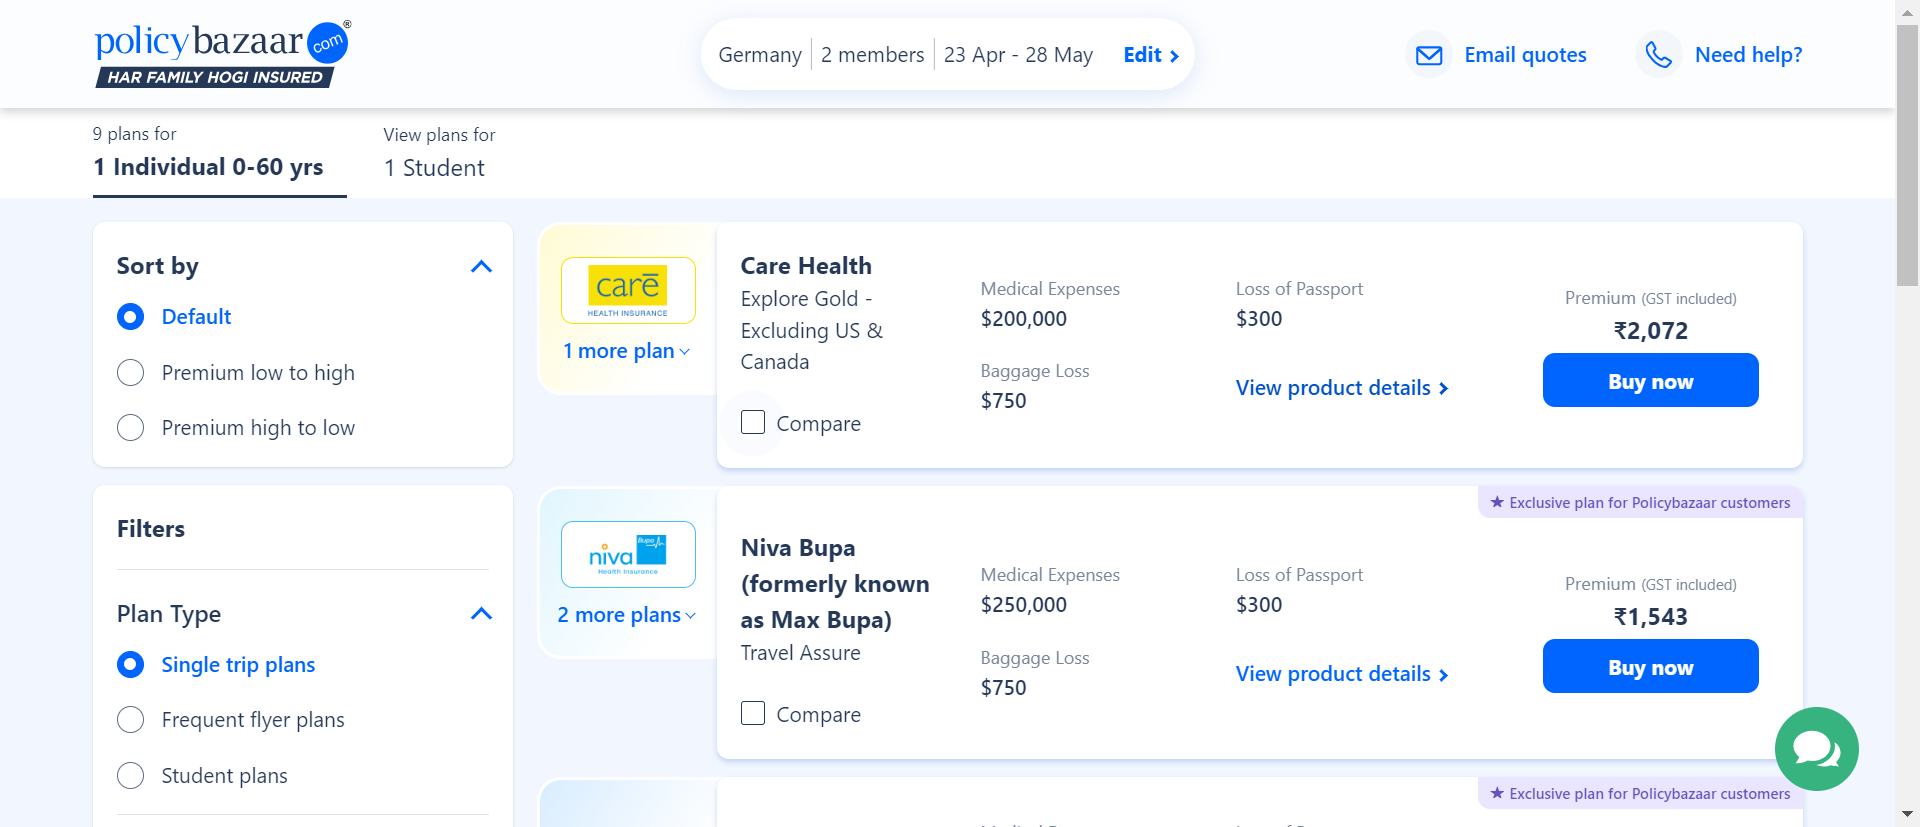 policybazaar.com®
HAR FAMILY HOGI INSURED
Germany 2 members 23 Apr - 28 May Edit
Email quotes
Need help?
9 plans for
1 Individual 0-60 yrs
View plans for
1 Student
Sort by
Default
Premium low to high
Premium high to low
Filters
Plan Type
Single trip plans
Frequent flyer plans
Student plans
carē
HEALTH INSURANCE
1 more plan
Care Health
Explore Gold -
Excluding US &
Canada
Compare
Medical Expenses
$200,000
Baggage Loss
$750
Loss of Passport
$300
View product details
Premium (GST included)
₹2,072
Buy now
★ Exclusive plan for Policybazaar customers
niva Bupa
Health Insurance
2 more plans
Niva Bupa
(formerly known
as Max Bupa)
Travel Assure
Compare
Medical Expenses
$250,000
Baggage Loss
$750
Loss of Passport
$300
View product details
Premium (GST included)
₹1,543
Buy now
★ Exclusive plan for Policybazaar customers